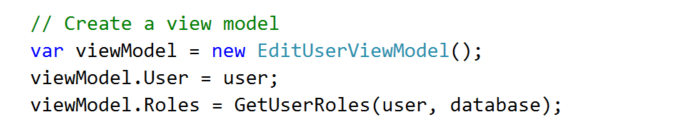 // Create a view model
var viewModel = new EditUserViewModel();
viewModel.User = user;
viewModel.Roles = GetUserRoles(user, database);